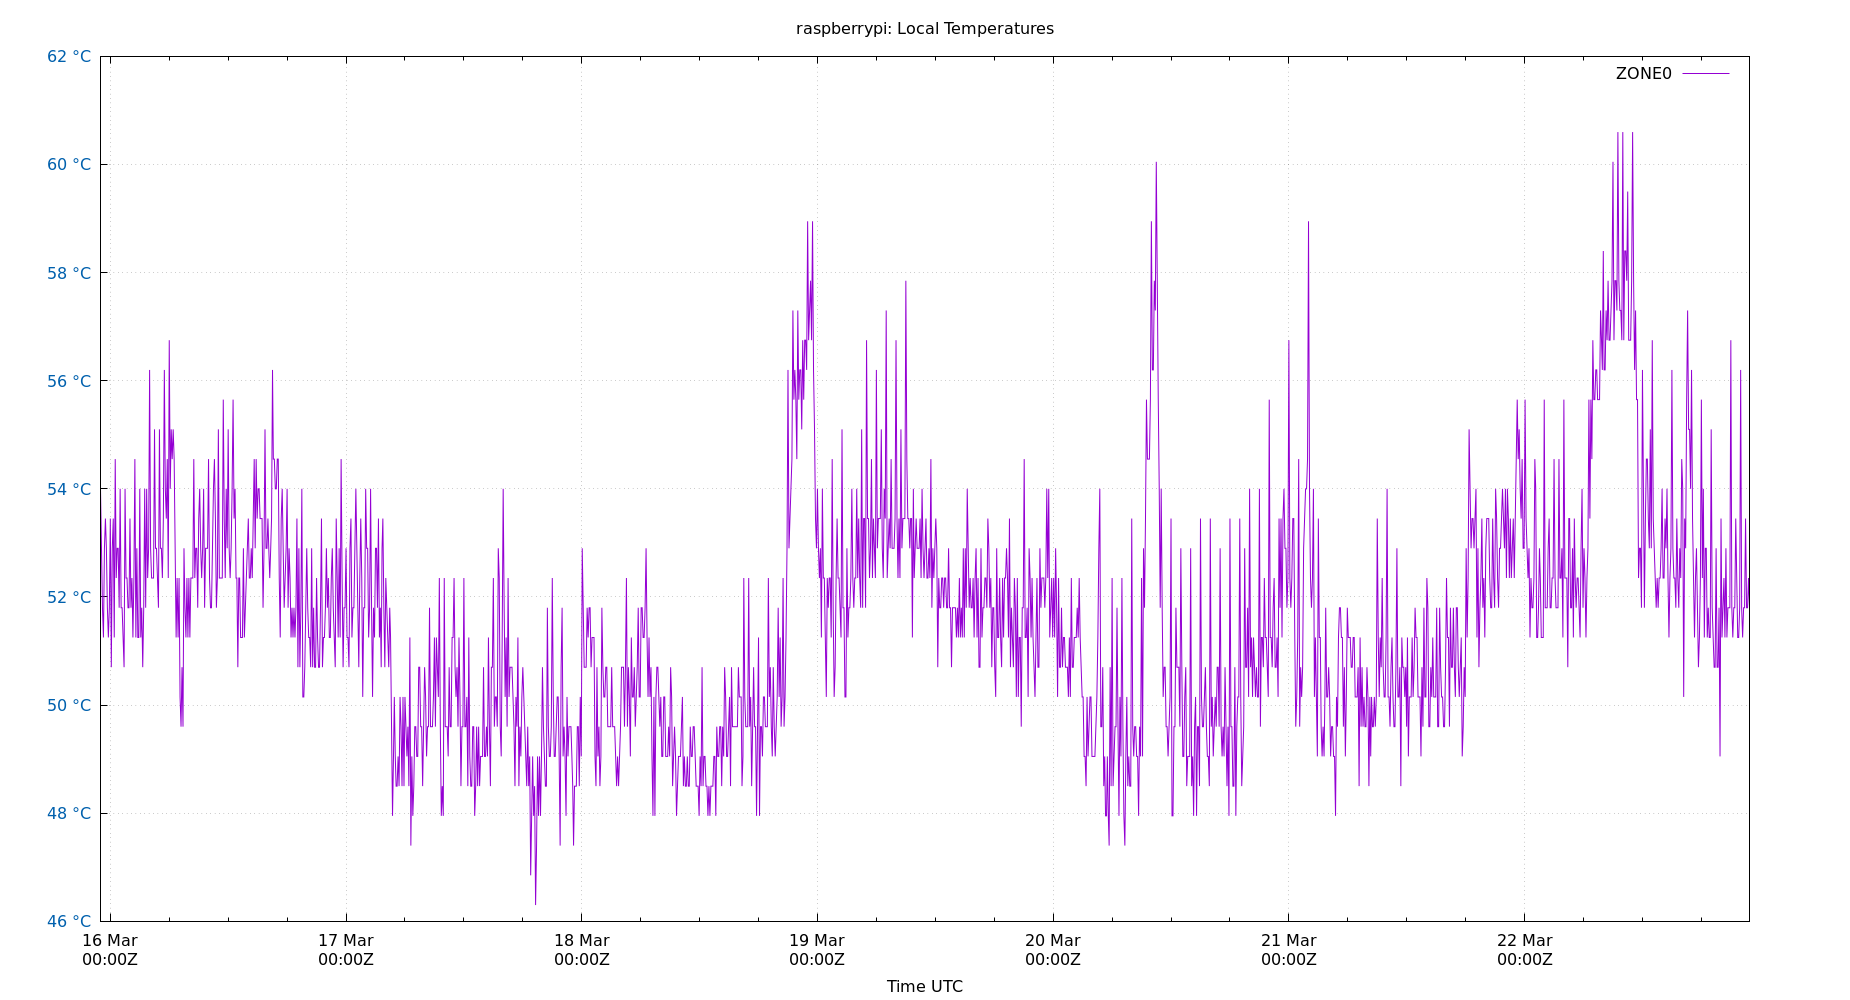 raspberrypi: Local Temperatures
62 °C
ZONE0
60 °C
58 °C
56 °C
54 °C
52 °C
50 °C
48 °C
46 °C
16 Mar 17 Mar 18 Mar 19 Mar 20 Mar 21 Mar 22 Mar
00:00Z 00:00Z 00:00Z 00:00Z 00:00Z 00:00Z 00:00Z
Time UTC